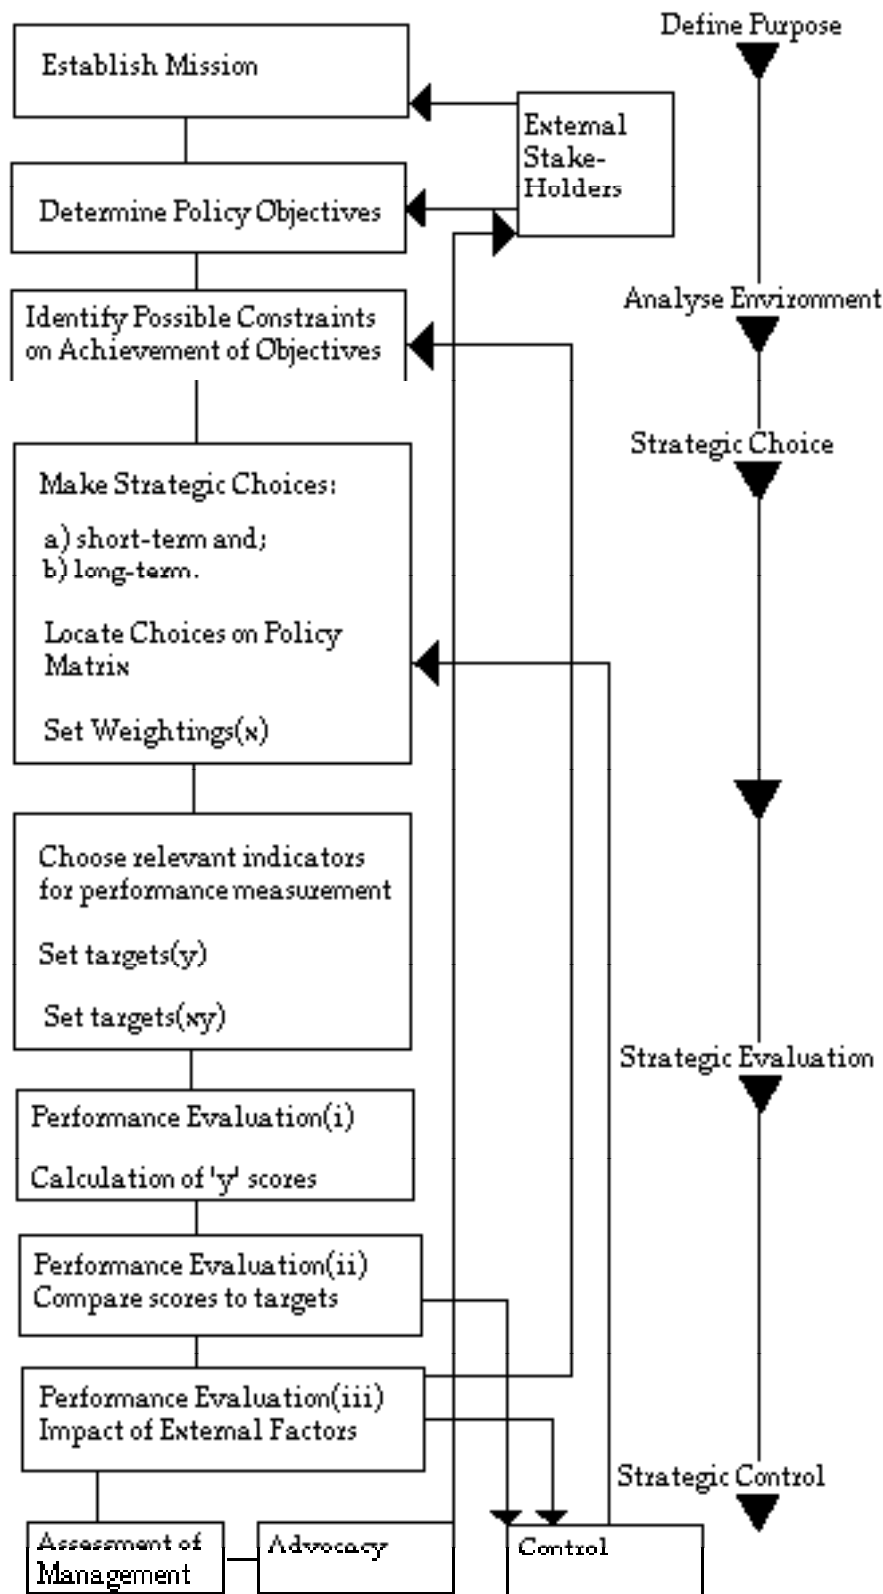 Define Purpose
Establish Mission
External
Stake-
Holders
Determine Policy Objectives
Analyse Environment
Identify Possible Constraints
on Achievement of Objectives
Strategic Choice
Make Strategic Choices:
a) short-term and;
b) long-term.
Locate Choices on Policy
Matrix
Set Weightings(x)
Choose relevant indicators
for performance measurement
Set targets(y)
Set targets(xy)
Strategic Evaluation
Performance Evaluation(i)
Calculation of 'y' scores
Performance Evaluation(ii)
Compare scores to targets
Performance Evaluation(iii)
Impact of External Factors
Strategic Control
Assessment of
Management
Advocacy
Control